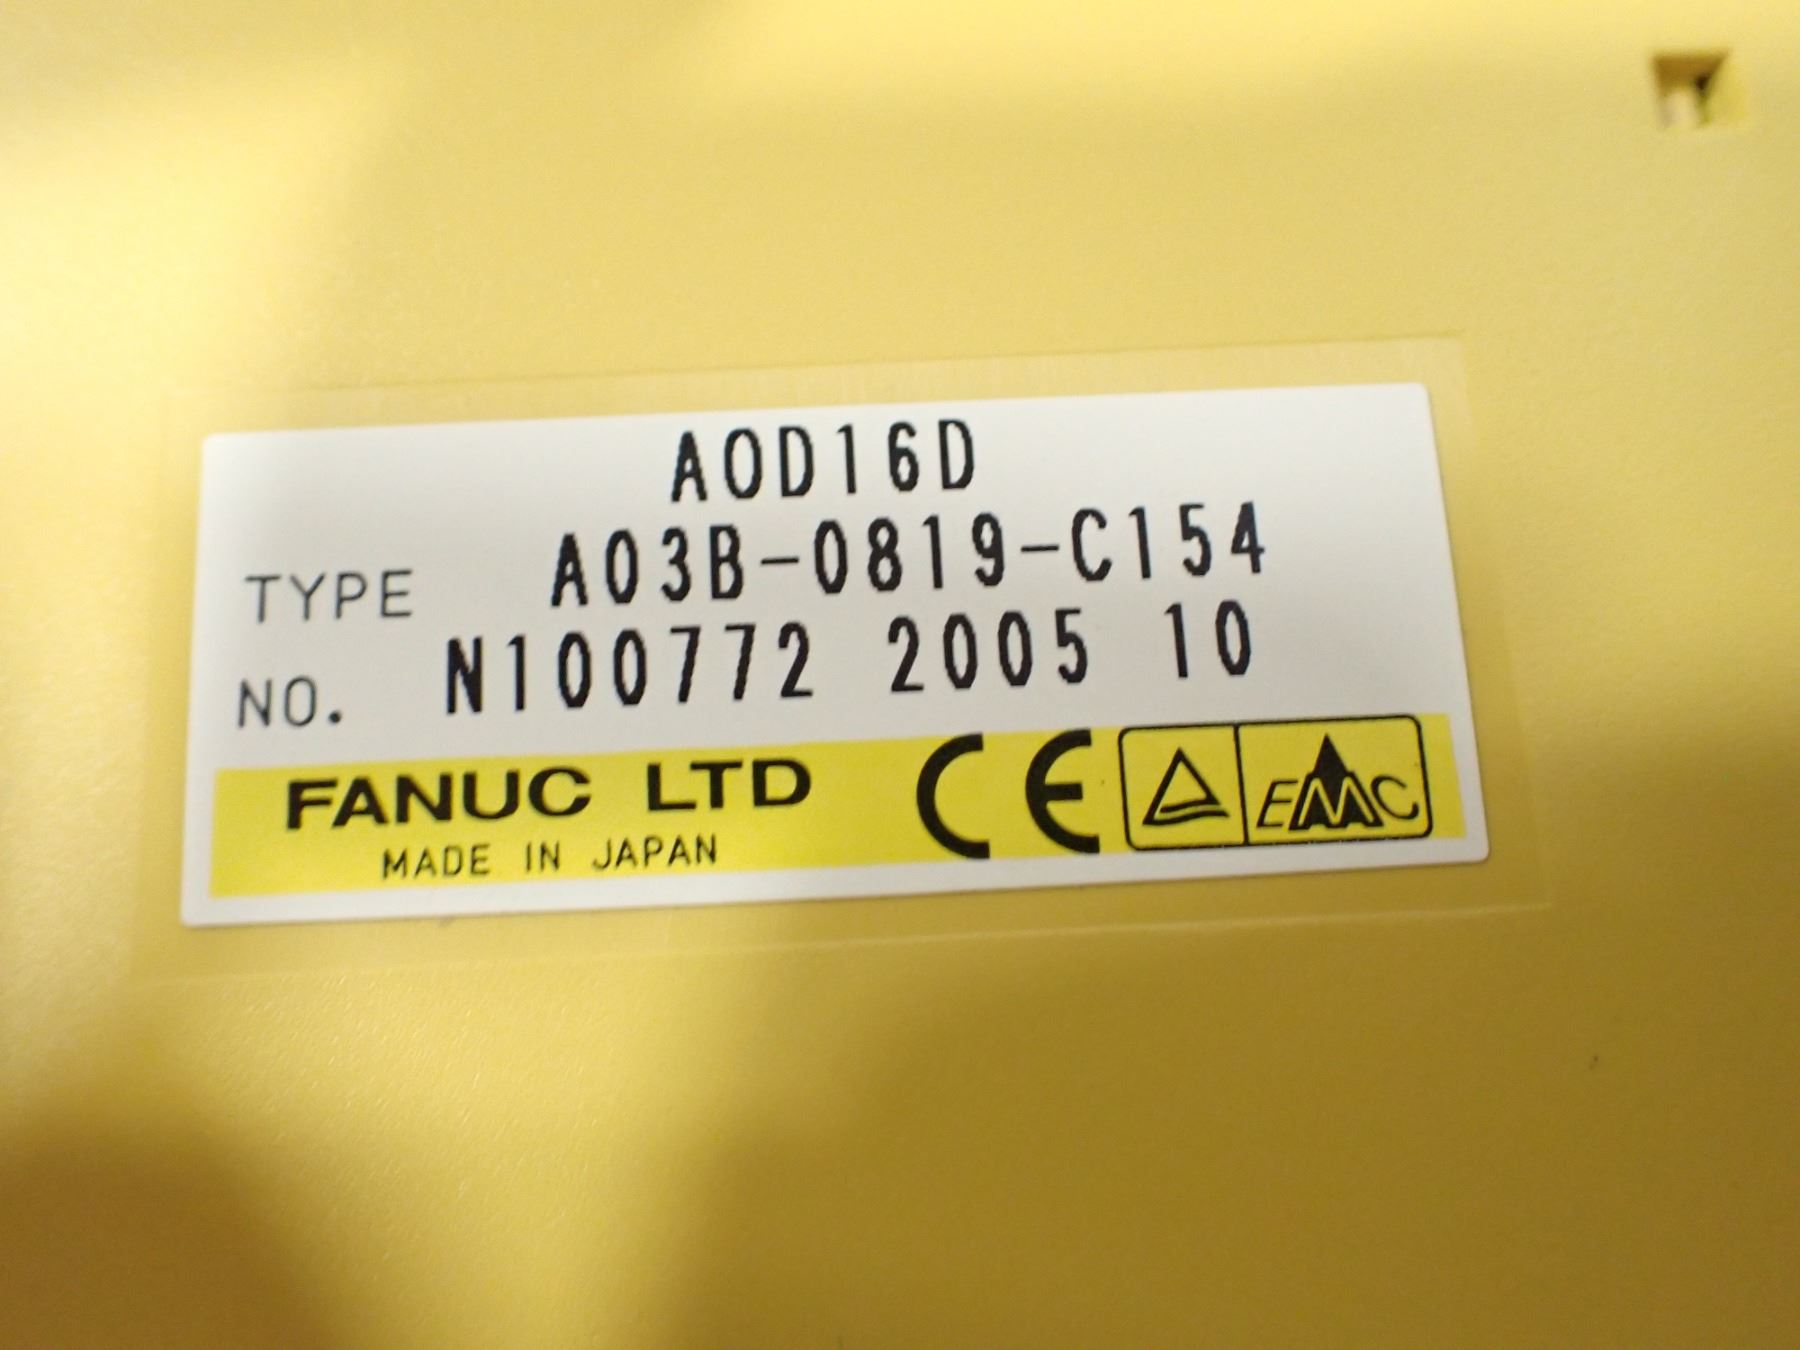 AOD16D
TYPE A03B-0819-C154
NO. N100772 2005 10
FANUC LTD CE EMC
MADE IN JAPAN